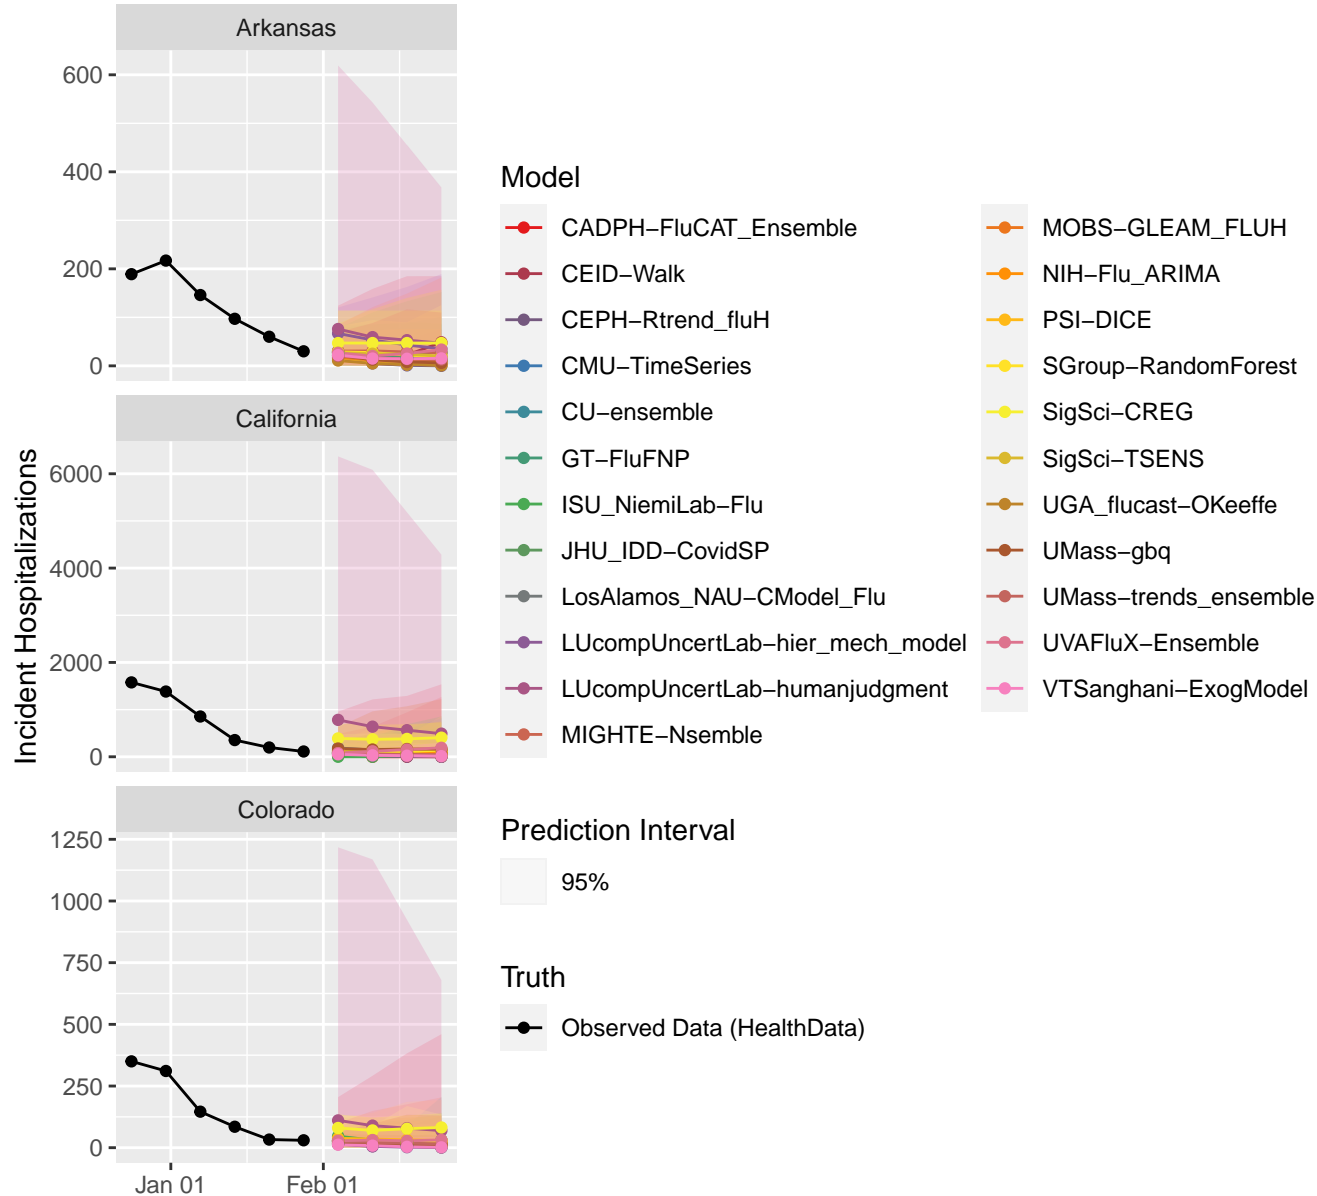 Arkansas
600
400
200
0
California
6000
4000
2000
0
Colorado
1250
1000
750
500
250
0
Jan 01
Feb 01
Incident Hospitalizations
Model
CADPH−FluCAT_Ensemble
CEID−Walk
CEPH−Rtrend_fluH
CMU−TimeSeries
CU−ensemble
GT−FluFNP
ISU_NiemiLab−Flu
JHU_IDD−CovidSP
LosAlamos_NAU−CModel_Flu
LUcompUncertLab−hier_mech_model
LUcompUncertLab−humanjudgment
MIGHTE−Nsemble
MOBS−GLEAM_FLUH
NIH−Flu_ARIMA
PSI−DICE
SGroup−RandomForest
SigSci−CREG
SigSci−TSENS
UGA_flucast−OKeeffe
UMass−gbq
UMass−trends_ensemble
UVAFluX−Ensemble
VTSanghani−ExogModel
Prediction Interval
95%
Truth
Observed Data (HealthData)